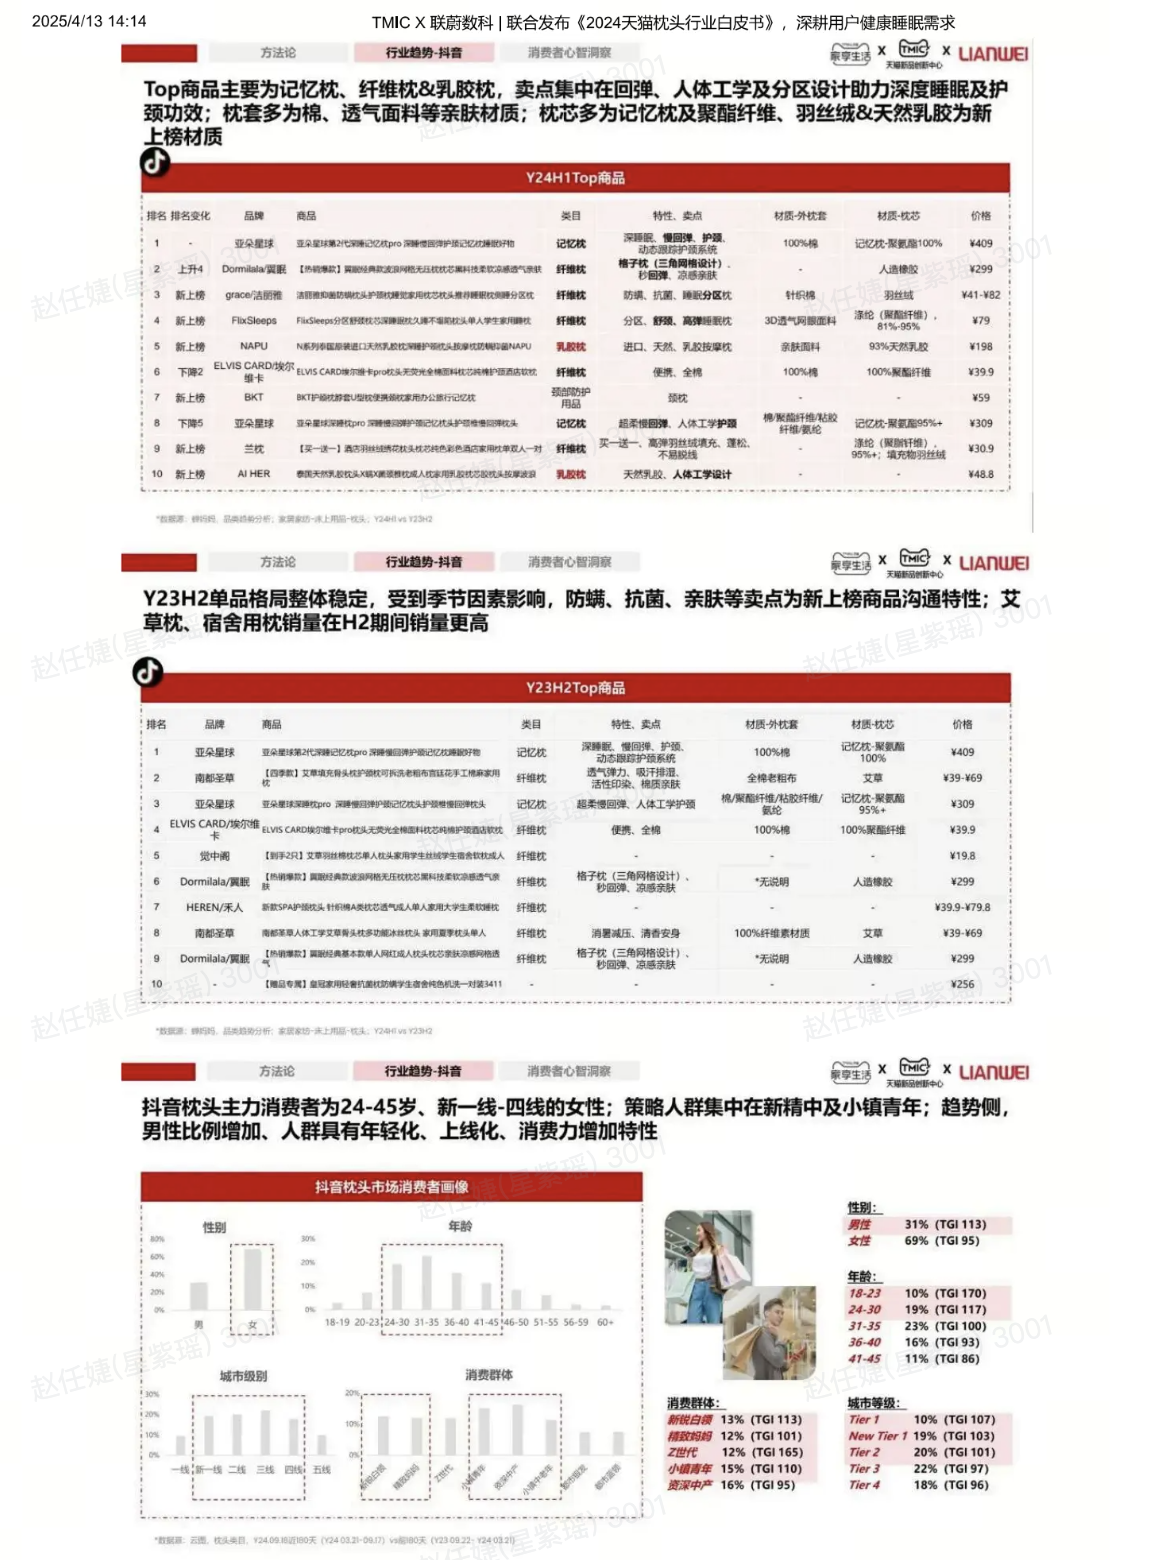 2025/4/13 14:14
TMIC X 联蔚数科 | 联合发布《2024天猫枕头行业白皮书》，深耕用户健康睡眠需求
方法论 行业趋势-抖音 消费者心智洞察
家享生活 X TMIC 天猫新品创新中心 X LIANWEI
Top商品主要为记忆枕、纤维枕&乳胶枕，卖点集中在回弹、人体工学及分区设计助力深度睡眠及护
颈功效；枕套多为棉、透气面料等亲肤材质；枕芯多为记忆枕及聚酯纤维、羽丝绒&天然乳胶为新
上榜材质
Y24H1Top商品
排名 排名变化 品牌 商品 类目 特性、卖点 材质-外枕套 材质-枕芯 价格
1 - 亚朵星球 亚朵星球第2代深睡记忆枕pro 深睡慢回弹护颈记忆枕睡眠好物 记忆枕 深睡眠、慢回弹、护颈、动态跟踪护颈系统 100%棉 记忆枕-聚氨酯100% ¥409
2 上升4 Dormilala/翼眠 【热销爆款】翼眠经典款波浪网格无压枕枕芯黑科技柔软凉感透气亲肤 纤维枕 格子枕（三角网格设计）、秒回弹、凉感亲肤 - 人造橡胶 ¥299
3 新上榜 grace/洁丽雅 洁丽雅抑菌防螨枕头护颈枕睡觉家用枕芯枕头推荐睡眠枕侧睡分区枕 纤维枕 防螨、抗菌、睡眠分区枕 针织棉 羽丝绒 ¥41-¥82
4 新上榜 FlixSleeps FlixSleeps分区舒颈枕芯深睡眠枕久睡不塌陷枕头单人学生家用睡枕 纤维枕 分区、舒颈、高弹睡眠枕 3D透气网眼面料 涤纶（聚酯纤维），81%-95% ¥79
5 新上榜 NAPU N系列泰国原装进口天然乳胶枕深睡护颈枕头按摩枕防螨抑菌NAPU 乳胶枕 进口、天然、乳胶按摩枕 亲肤面料 93%天然乳胶 ¥198
6 下降2 ELVIS CARD/埃尔维卡 ELVIS CARD埃尔维卡pro枕头无荧光全棉面料枕芯纯棉护颈酒店软枕 纤维枕 便携、全棉 100%棉 100%聚酯纤维 ¥39.9
7 新上榜 BKT BKT护颈枕脖套U型枕便携颈枕家用办公旅行记忆枕 颈部防护用品 颈枕 - - ¥59
8 下降5 亚朵星球 亚朵星球深睡枕pro 深睡慢回弹护颈记忆枕头护颈椎慢回弹枕头 记忆枕 超柔慢回弹、人体工学护颈 棉/聚酯纤维/粘胶纤维/氨纶 记忆枕-聚氨酯95%+ ¥309
9 新上榜 兰枕 【买一送一】酒店羽丝绒绣花枕头枕芯纯色彩色酒店家用枕单双人一对 纤维枕 买一送一、高弹羽丝绒填充、蓬松、不易脱线 - 涤纶（聚酯纤维），95%+；填充物羽丝绒 ¥30.9
10 新上榜 AI HER 乳胶枕 天然乳胶、人体工学设计 - - ¥48.8
*数据源：蝉妈妈，品类趋势分析；家居家纺-床上用品-枕头；Y24H1 vs Y23H2
方法论 行业趋势-抖音 消费者心智洞察
家享生活 X TMIC 天猫新品创新中心 X LIANWEI
Y23H2单品格局整体稳定，受到季节因素影响，防螨、抗菌、亲肤等卖点为新上榜商品沟通特性；艾
草枕、宿舍用枕销量在H2期间销量更高
Y23H2Top商品
排名 品牌 商品 类目 特性、卖点 材质-外枕套 材质-枕芯 价格
1 亚朵星球 亚朵星球第2代深睡记忆枕pro 深睡慢回弹护颈记忆枕睡眠好物 记忆枕 深睡眠、慢回弹、护颈、动态跟踪护颈系统 100%棉 记忆枕-聚氨酯100% ¥409
2 南都圣草 【四季款】艾草填充骨头枕护颈枕可拆洗老粗布宫廷花手工棉麻家用枕 纤维枕 透气弹力、吸汗排湿、活性印染、棉质亲肤 全棉老粗布 艾草 ¥39-¥69
3 亚朵星球 亚朵星球深睡枕pro 深睡慢回弹护颈记忆枕头护颈椎慢回弹枕头 记忆枕 超柔慢回弹、人体工学护颈 棉/聚酯纤维/粘胶纤维/氨纶 记忆枕-聚氨酯95%+ ¥309
4 ELVIS CARD/埃尔维卡 ELVIS CARD埃尔维卡pro枕头无荧光全棉面料枕芯纯棉护颈酒店软枕 纤维枕 便携、全棉 100%棉 100%聚酯纤维 ¥39.9
5 觉中阁 【到手2只】艾草羽丝棉枕芯单人枕头家用学生丝绒学生宿舍软枕成人 纤维枕 - - - ¥19.8
6 Dormilala/翼眠 【热销爆款】翼眠经典款波浪网格无压枕枕芯黑科技柔软凉感透气亲肤 纤维枕 格子枕（三角网格设计）、秒回弹、凉感亲肤 *无说明 人造橡胶 ¥299
7 HEREN/禾人 新款SPA护颈枕头 针织棉A类枕芯透气成人单人家用大学生柔软睡枕 纤维枕 - - - ¥39.9-¥79.8
8 南都圣草 南都圣草人体工学艾草骨头枕多功能冰丝枕头 家用夏季枕头单人 纤维枕 消暑减压、清香安身 100%纤维素材质 艾草 ¥39-¥69
9 Dormilala/翼眠 【热销爆款】翼眠经典基本款单人网红成人枕头枕芯亲肤凉感网格透气 纤维枕 格子枕（三角网格设计）、秒回弹、凉感亲肤 *无说明 人造橡胶 ¥299
10 - 【赠品专属】皇冠家用轻奢抗菌枕防螨学生宿舍纯色机洗一对装3411 - - - - ¥256
*数据源：蝉妈妈，品类趋势分析；家居家纺-床上用品-枕头；Y24H1 vs Y23H2
方法论 行业趋势-抖音 消费者心智洞察
家享生活 X TMIC 天猫新品创新中心 X LIANWEI
抖音枕头主力消费者为24-45岁、新一线-四线的女性；策略人群集中在新精中及小镇青年；趋势侧，
男性比例增加、人群具有年轻化、上线化、消费力增加特性
抖音枕头市场消费者画像
性别
80%
60%
40%
20%
0%
男 女
年龄
30%
20%
10%
0%
18-19 20-23 24-30 31-35 36-40 41-45 46-50 51-55 56-59 60+
城市级别
30%
20%
10%
0%
一线 新一线 二线 三线 四线 五线
消费群体
20%
10%
0%
新锐白领 精致妈妈 Z世代 小镇青年 资深中产 小镇中老年 都市银发 都市蓝领
性别：
男性 31% (TGI 113)
女性 69% (TGI 95)
年龄：
18-23 10% (TGI 170)
24-30 19% (TGI 117)
31-35 23% (TGI 100)
36-40 16% (TGI 93)
41-45 11% (TGI 86)
消费群体：
新锐白领 13% (TGI 113)
精致妈妈 12% (TGI 101)
Z世代 12% (TGI 165)
小镇青年 15% (TGI 110)
资深中产 16% (TGI 95)
城市等级：
Tier 1 10% (TGI 107)
New Tier 1 19% (TGI 103)
Tier 2 20% (TGI 101)
Tier 3 22% (TGI 97)
Tier 4 18% (TGI 96)
*数据源：云图，枕头类目，Y24.09.18近180天（Y24 03.21-09.17）vs前180天（Y23 09.22- Y24 03.21）
赵任婕(星紫瑶) 3001